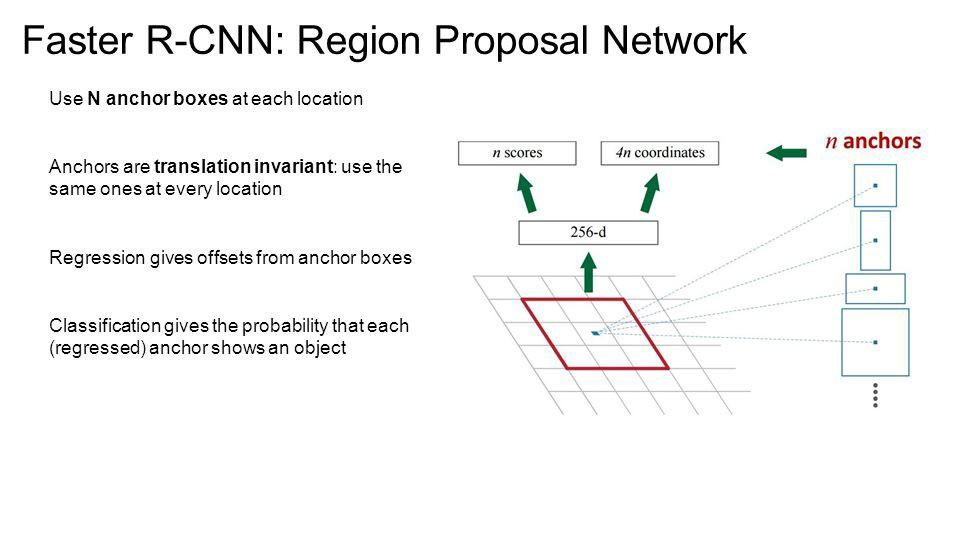 Faster R-CNN: Region Proposal Network
Use N anchor boxes at each location
Anchors are translation invariant: use the
same ones at every location
Regression gives offsets from anchor boxes
Classification gives the probability that each
(regressed) anchor shows an object
n anchors
n scores
4n coordinates
256-d